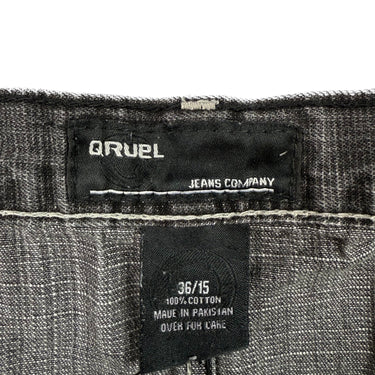 QRUEL
JEANS COMPANY
36/15
100% COTTON
MADE IN PAKISTAN
OVER FOR CARE